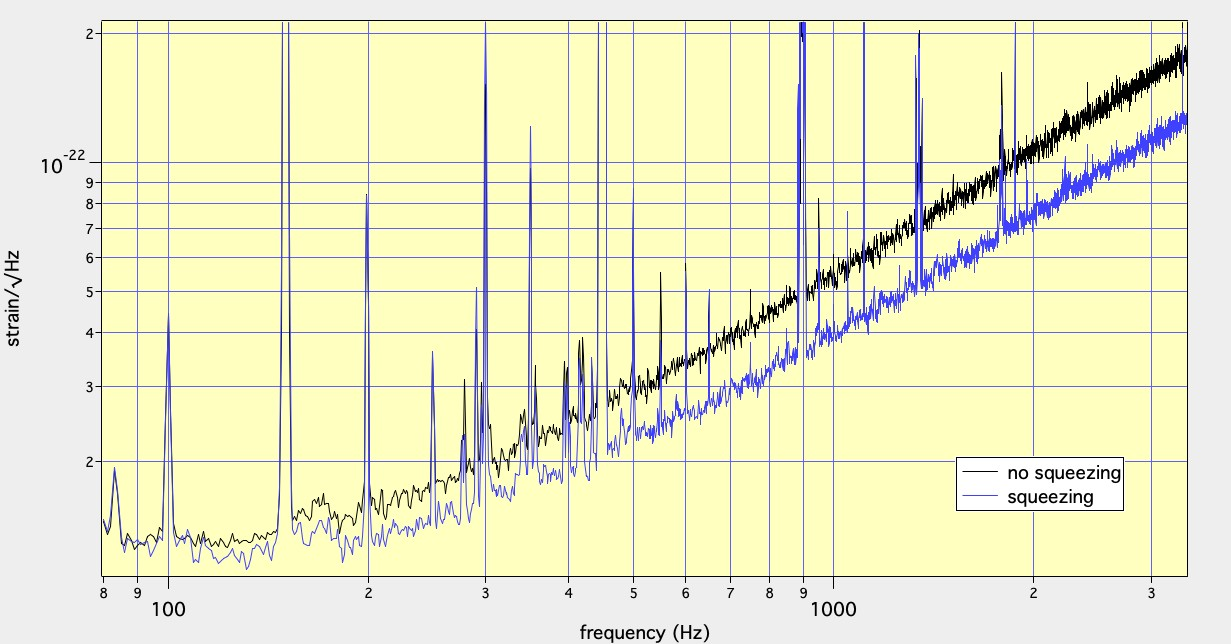 2
10-22
9
8
7
6
5
4
3
2
strain/√Hz
no squeezing
squeezing
8 9 2 3 4 5 6 7 8 9 2 3
100 1000
frequency (Hz)